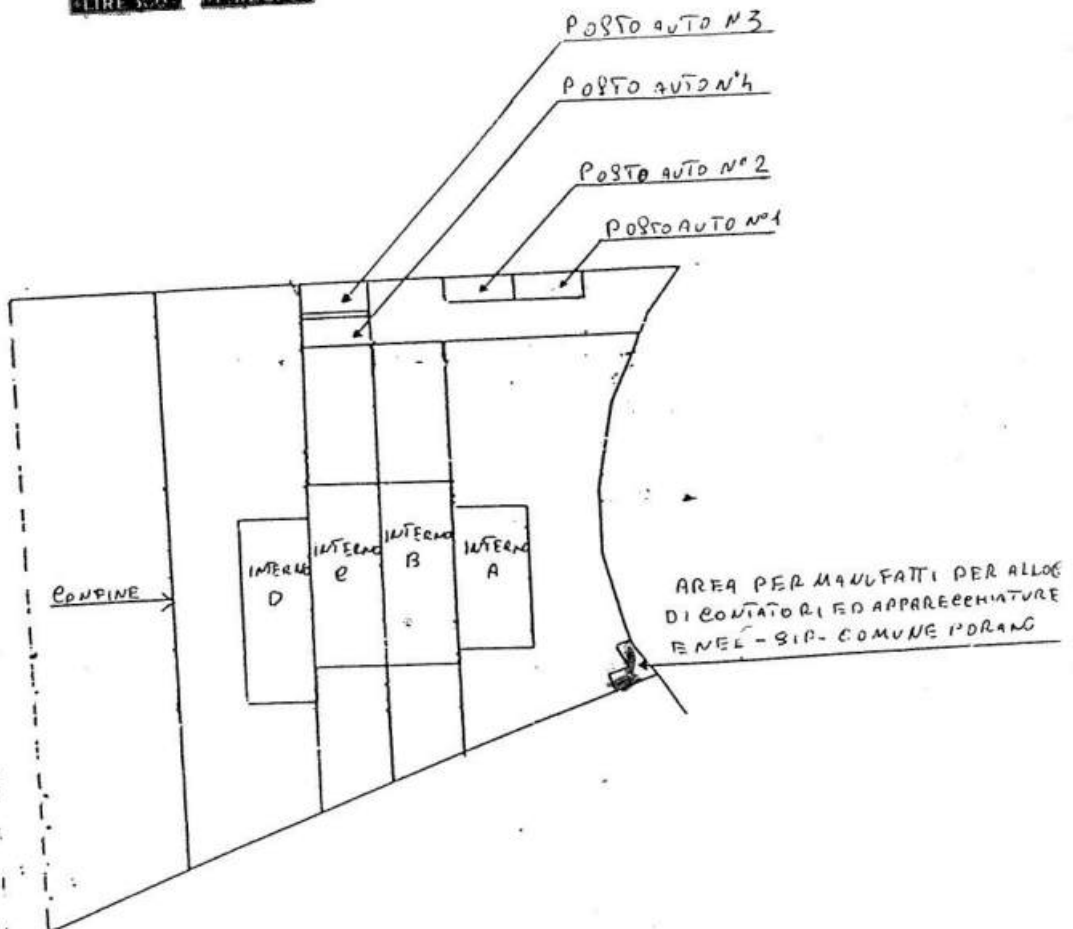 LIRE
POSTO AUTO N°3
POSTO AUTO N°4
POSTO AUTO N°2
POSTO AUTO N°1
INTERNO
D
INTERNO
C
INTERNO
B
INTERNO
A
CONFINE
AREA PER MANUFATTI PER ALLOG
DI CONTATORI ED APPARECCHIATURE
ENEL - SIP - COMUNE